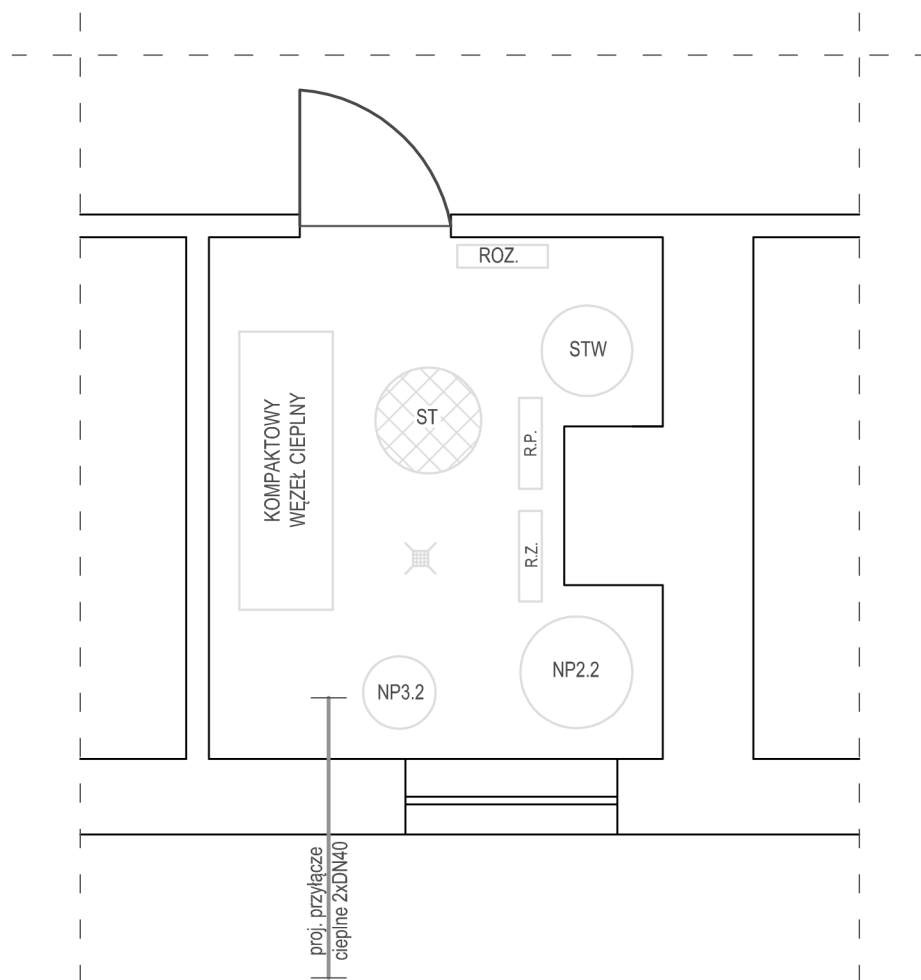 ROZ.
STW
ST
R.P.
KOMPAKTOWY
WĘZEŁ CIEPLNY
R.Z.
NP2.2
NP3.2
proj. przyłącze
cieplne 2xDN40